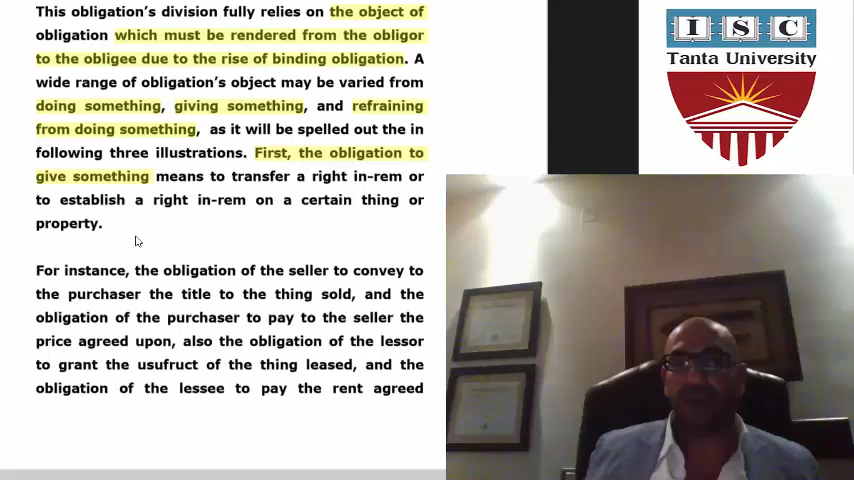 This obligation’s division fully relies on the object of
obligation which must be rendered from the obligor
to the obligee due to the rise of binding obligation. A
wide range of obligation’s object may be varied from
doing something, giving something, and refraining
from doing something, as it will be spelled out the in
following three illustrations. First, the obligation to
give something means to transfer a right in-rem or
to establish a right in-rem on a certain thing or
property.
For instance, the obligation of the seller to convey to
the purchaser the title to the thing sold, and the
obligation of the purchaser to pay to the seller the
price agreed upon, also the obligation of the lessor
to grant the usufruct of the thing leased, and the
obligation of the lessee to pay the rent agreed
I S C
Tanta University